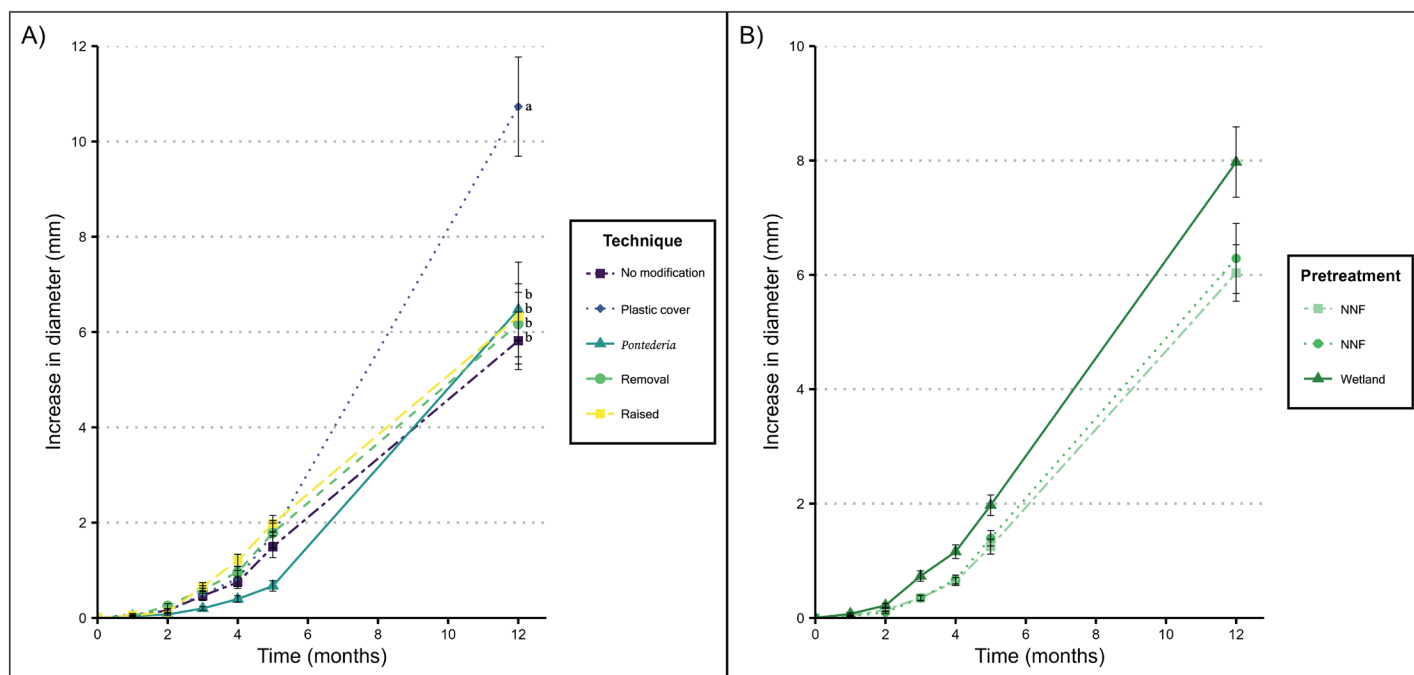 A)
12
10
8
6
4
2
0
Increase in diameter (mm)
a
b
b
b
b
0 2 4 6 8 10 12
Time (months)
Technique
No modification
Plastic cover
Pontederia
Removal
Raised
B)
10
8
6
4
2
0
Increase in diameter (mm)
0 2 4 6 8 10 12
Time (months)
Pretreatment
NNF
NNF
Wetland